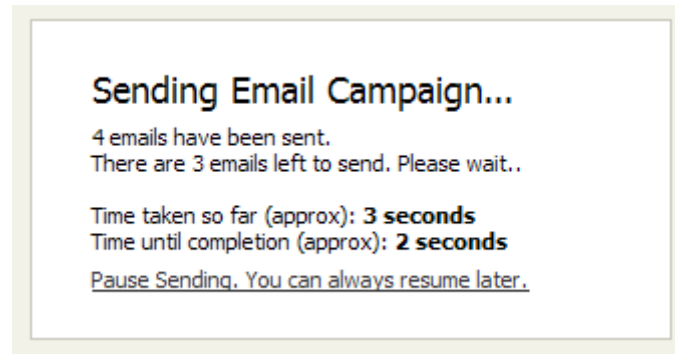 Sending Email Campaign...
4 emails have been sent.
There are 3 emails left to send. Please wait..
Time taken so far (approx): 3 seconds
Time until completion (approx): 2 seconds
Pause Sending. You can always resume later.